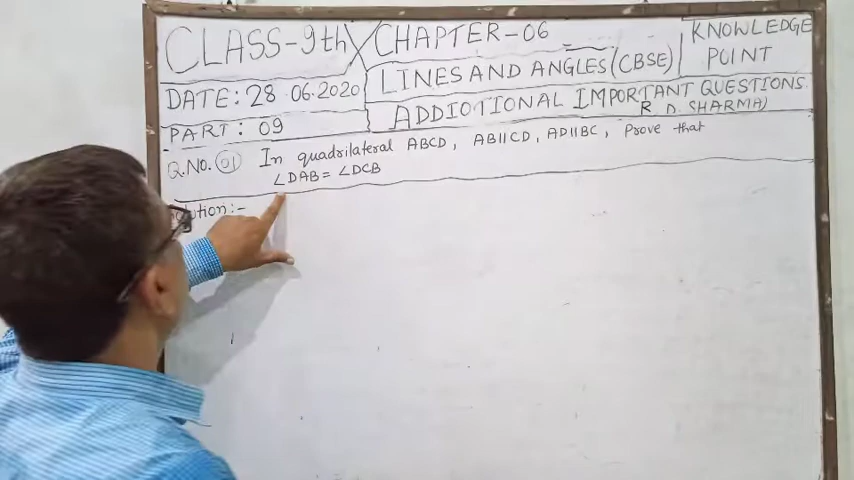 CLASS-9th
CHAPTER-06
KNOWLEDGE
POINT
LINES AND ANGLES (CBSE)
DATE: 28.06.2020
ADDIOTIONAL IMPORTANT QUESTIONS
R.D. SHARMA)
PART: 09
Q.NO. 01 In quadrilateral ABCD, AB||CD, AD||BC, Prove that
∠DAB = ∠DCB
Solution:-